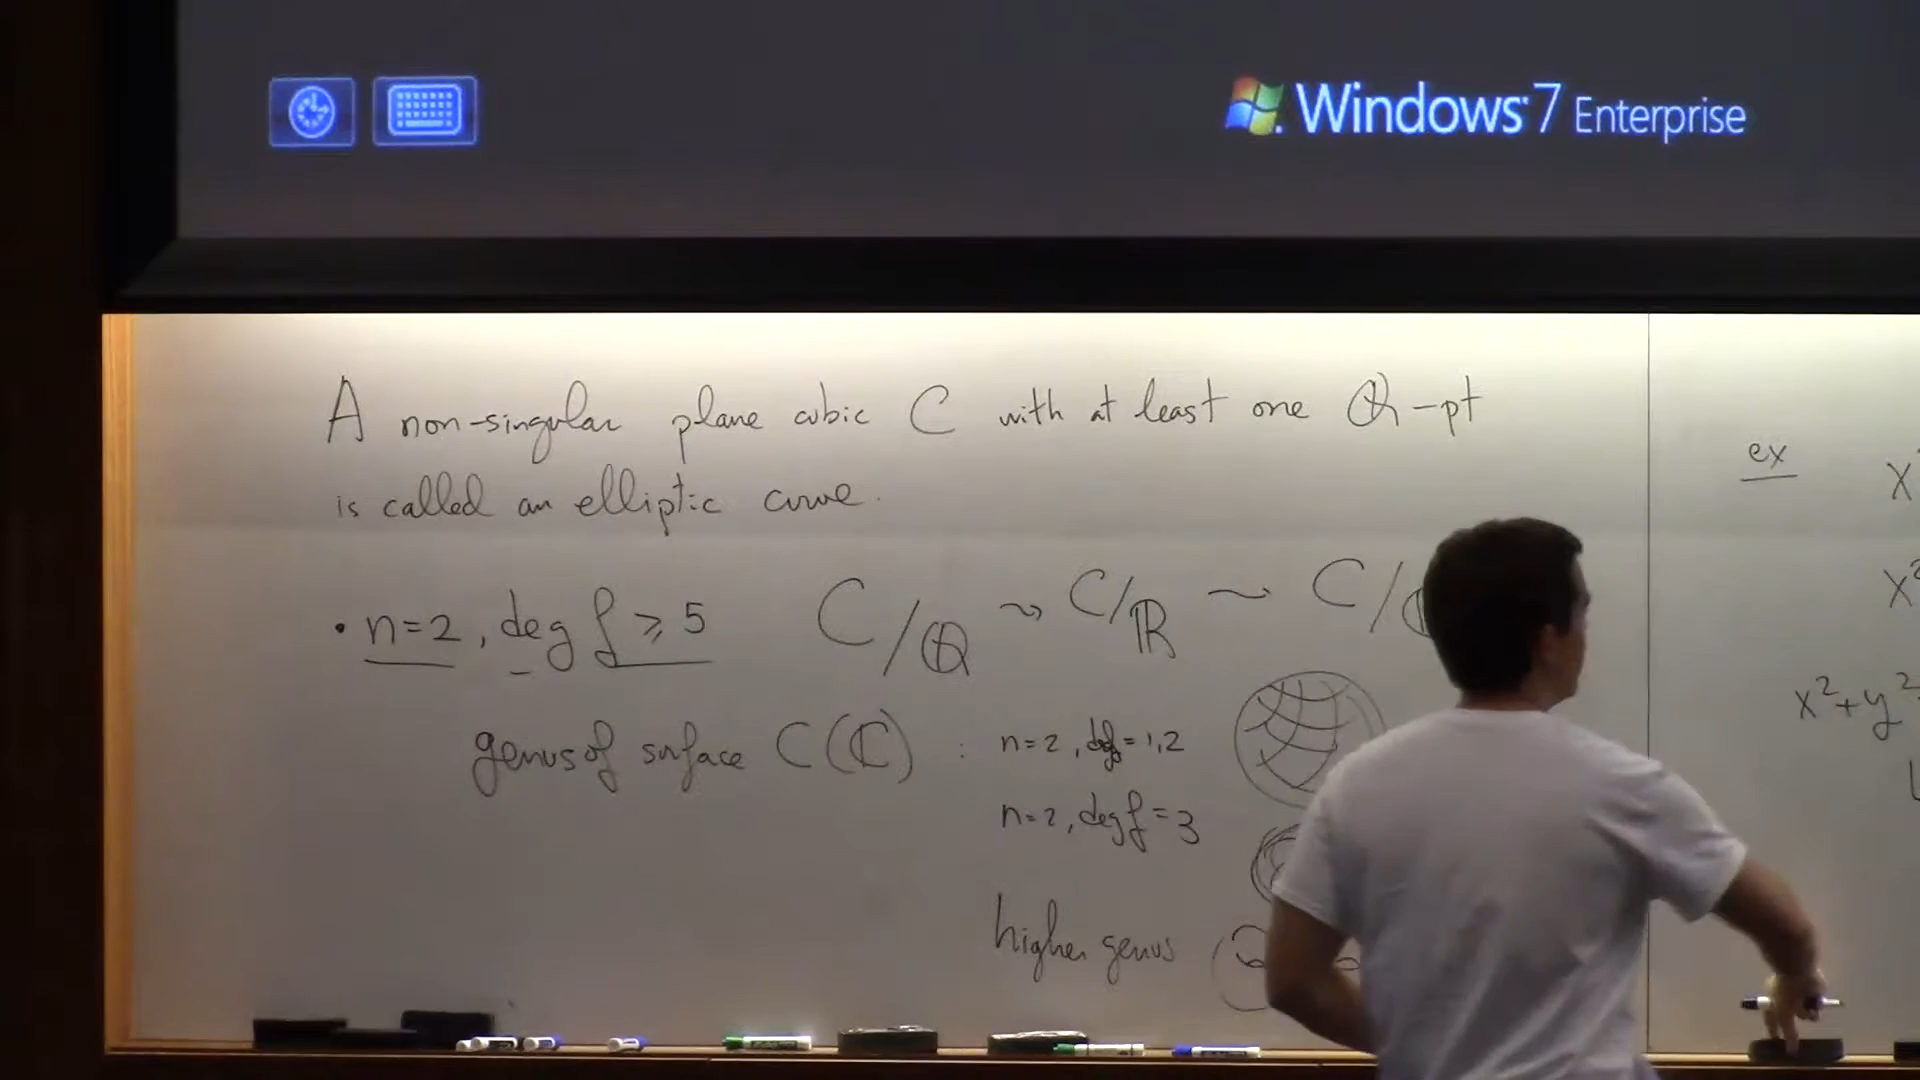 Windows 7 Enterprise
A non-singular plane cubic C with at least one ℚ-pt
is called an elliptic curve.
• n=2, deg f ≥ 5 C/ℚ ⇝ C/ℝ ⇝ C/
genus of surface C(ℂ) : n=2, deg f = 1,2
n=2, deg f = 3
higher genus
ex x
x²
x²+y²